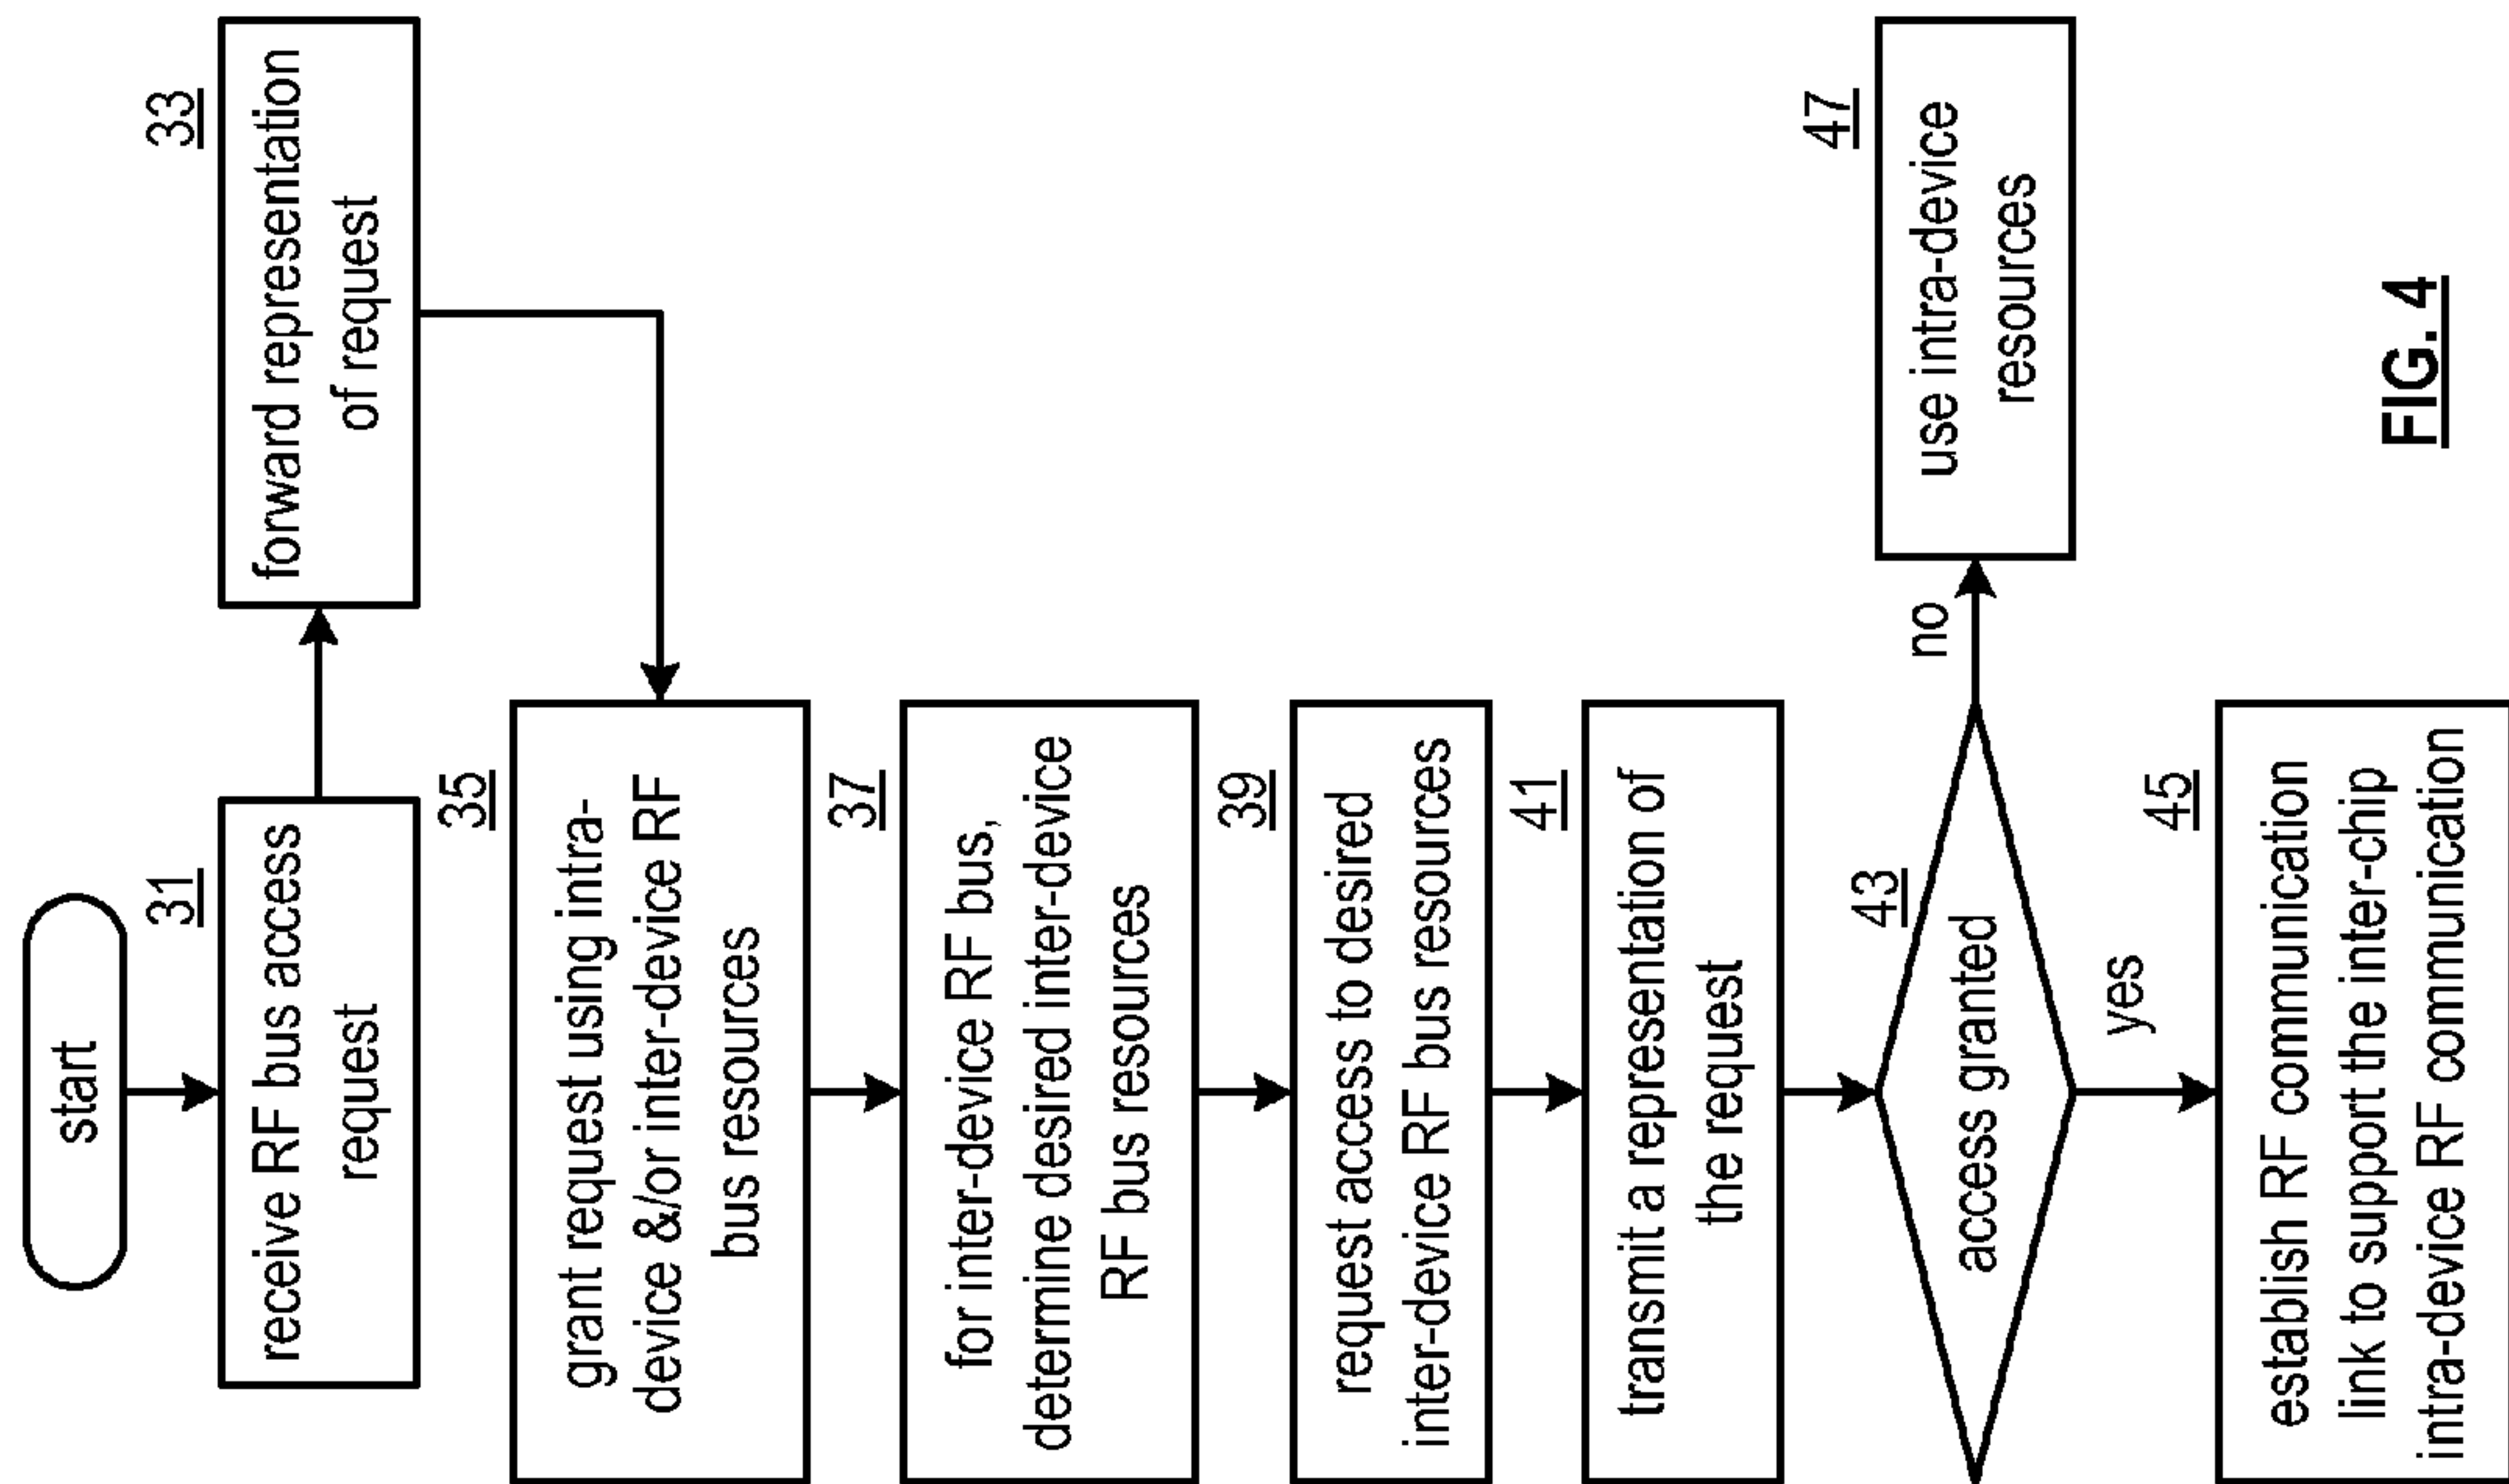 start
31
receive RF bus access
request
33
forward representation
of request
35
grant request using intra-
device &/or inter-device RF
bus resources
37
for inter-device RF bus,
determine desired inter-device
RF bus resources
39
request access to desired
inter-device RF bus resources
41
transmit a representation of
the request
43
access granted
no
47
use intra-device
resources
yes
45
establish RF communication
link to support the inter-chip
intra-device RF communication
FIG. 4